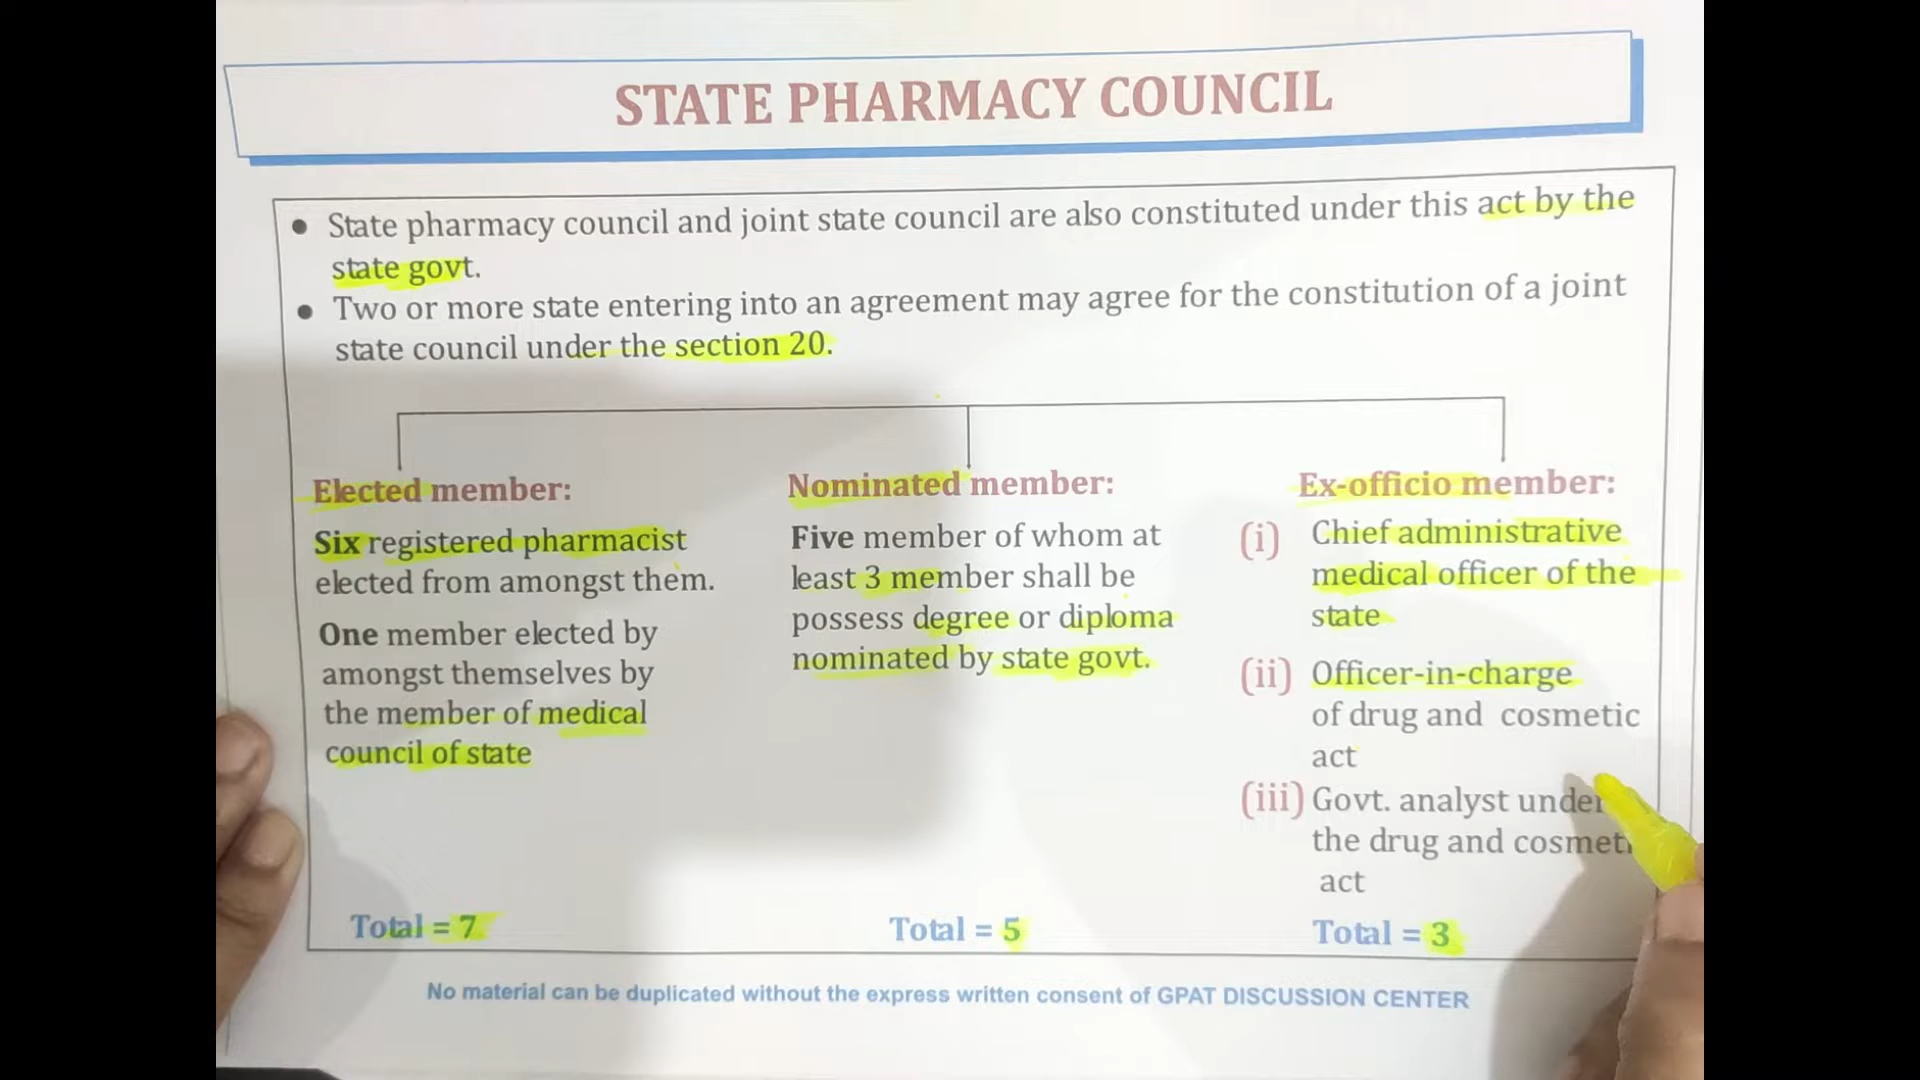 STATE PHARMACY COUNCIL
● State pharmacy council and joint state council are also constituted under this act by the
state govt.
● Two or more state entering into an agreement may agree for the constitution of a joint
state council under the section 20.
Elected member:
Six registered pharmacist
elected from amongst them.
One member elected by
amongst themselves by
the member of medical
council of state
Total = 7
Nominated member:
Five member of whom at
least 3 member shall be
possess degree or diploma
nominated by state govt.
Total = 5
Ex-officio member:
(i) Chief administrative
medical officer of the
state
(ii) Officer-in-charge
of drug and cosmetic
act
(iii) Govt. analyst under
the drug and
act
Total = 3
No material can be duplicated without the express written consent of GPAT DISCUSSION CENTER